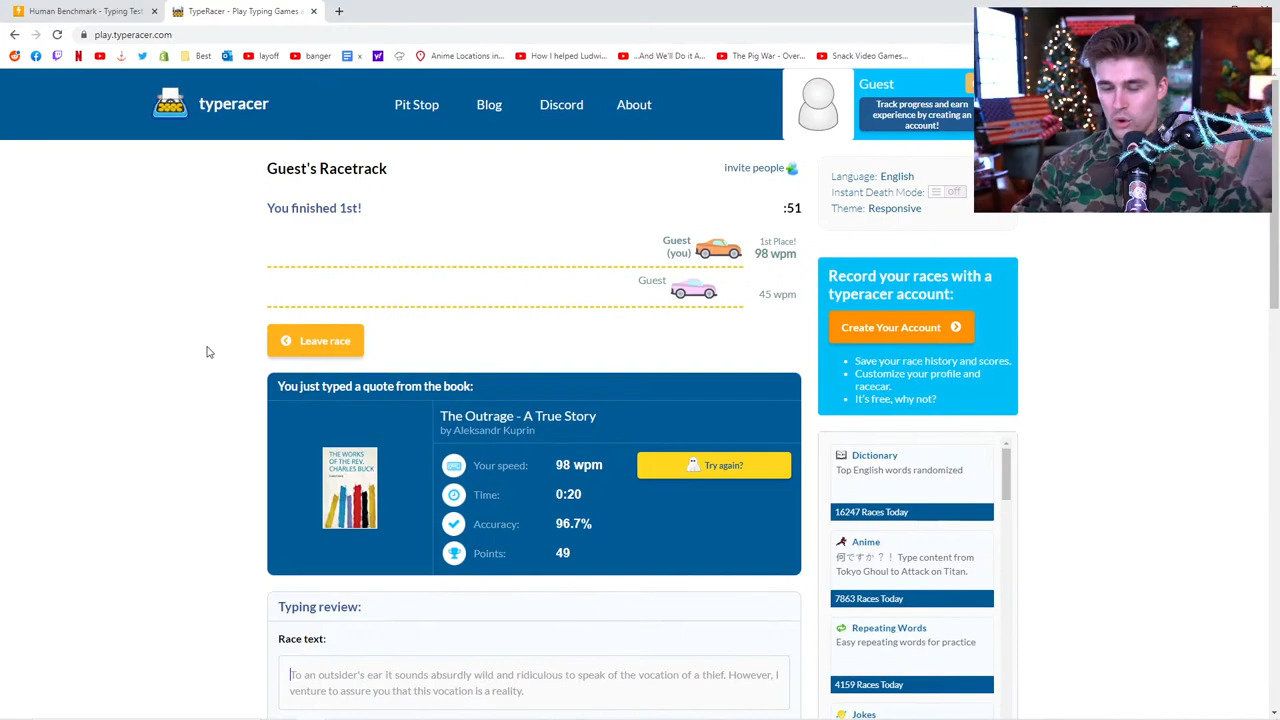 Human Benchmark - Typing Test
TypeRacer - Play Typing Games a
play.typeracer.com
Best
layoff
banger
x
Anime Locations in...
How I helped Ludwi...
...And We'll Do it A...
The Pig War - Over...
Snack Video Games...
typeracer
Pit Stop
Blog
Discord
About
Guest
Track progress and earn
experience by creating an
account!
Guest's Racetrack
invite people
You finished 1st!
:51
Guest
(you)
1st Place!
98 wpm
Guest
45 wpm
Leave race
Language: English
Instant Death Mode: off
Theme: Responsive
Record your races with a
typeracer account:
Create Your Account
Save your race history and scores.
Customize your profile and
racecar.
It's free, why not?
You just typed a quote from the book:
THE WORKS
OF THE REV.
CHARLES BUCK
The Outrage - A True Story
by Aleksandr Kuprin
Your speed: 98 wpm
Try again?
Time: 0:20
Accuracy: 96.7%
Points: 49
Typing review:
Race text:
To an outsider's ear it sounds absurdly wild and ridiculous to speak of the vocation of a thief. However, I
venture to assure you that this vocation is a reality.
Dictionary
Top English words randomized
16247 Races Today
Anime
何ですか？！ Type content from
Tokyo Ghoul to Attack on Titan.
7863 Races Today
Repeating Words
Easy repeating words for practice
4159 Races Today
Jokes